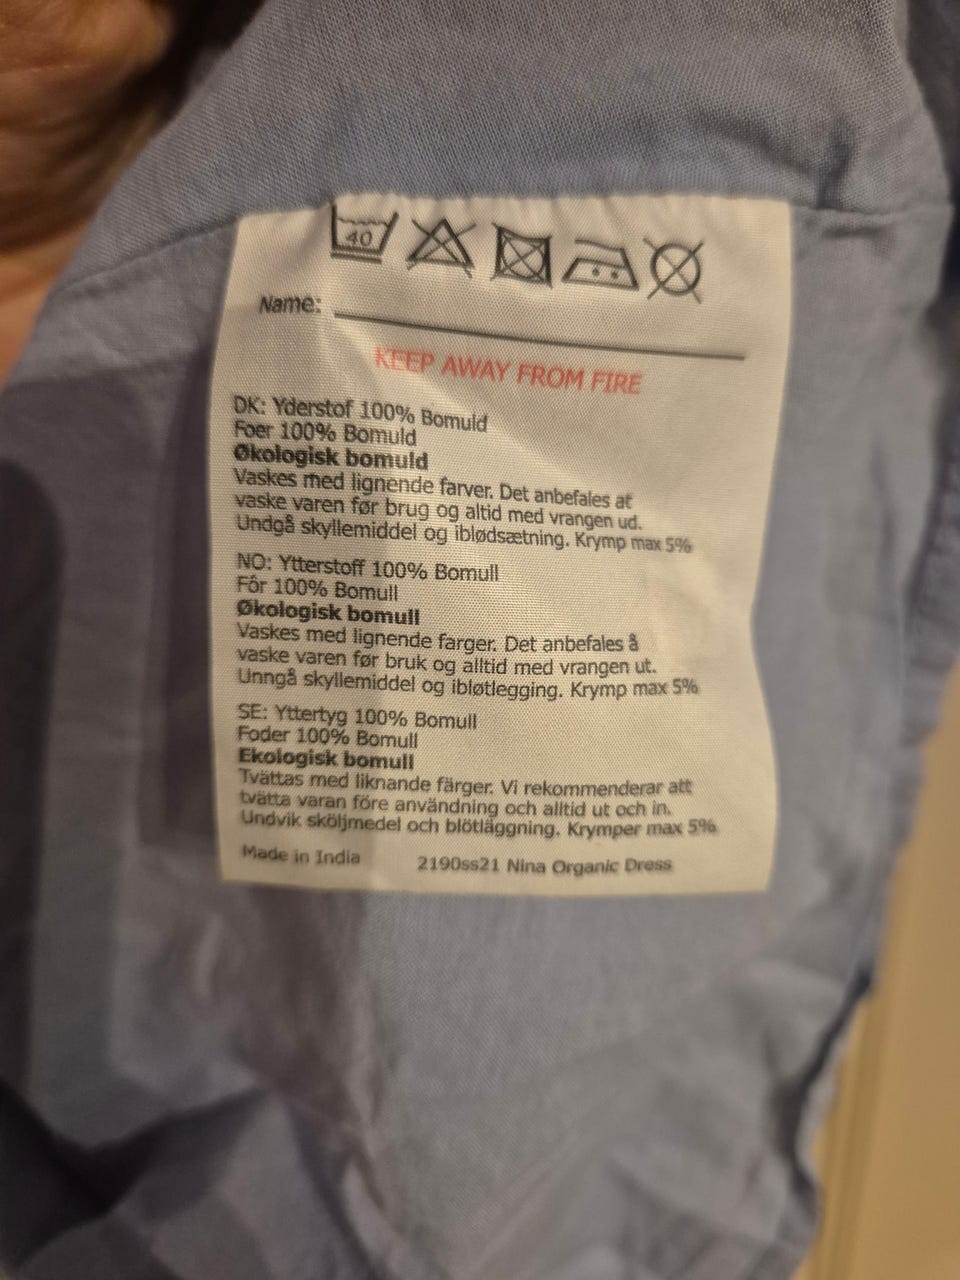 40
Name:
KEEP AWAY FROM FIRE
DK: Yderstof 100% Bomuld
Foer 100% Bomuld
Økologisk bomuld
Vaskes med lignende farver. Det anbefales at
vaske varen før brug og altid med vrangen ud.
Undgå skyllemiddel og iblødsætning. Krymp max 5%
NO: Ytterstoff 100% Bomull
Fôr 100% Bomull
Økologisk bomull
Vaskes med lignende farger. Det anbefales å
vaske varen før bruk og alltid med vrangen ut.
Unngå skyllemiddel og ibløtlegging. Krymp max 5%
SE: Yttertyg 100% Bomull
Foder 100% Bomull
Ekologisk bomull
Tvättas med liknande färger. Vi rekommenderar att
tvätta varan före användning och alltid ut och in.
Undvik sköljmedel och blötläggning. Krymper max 5%
Made in India 2190ss21 Nina Organic Dress